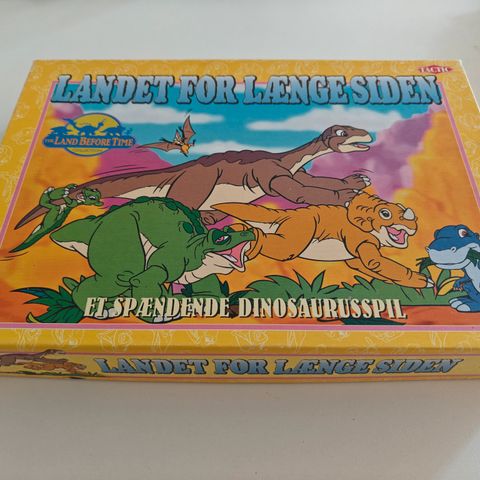 TACTIC
LANDET FOR LÆNGE SIDEN
THE LAND BEFORE TIME
ET SPÆNDENDE DINOSAURUSSPIL
LANDET FOR LÆNGE SIDEN